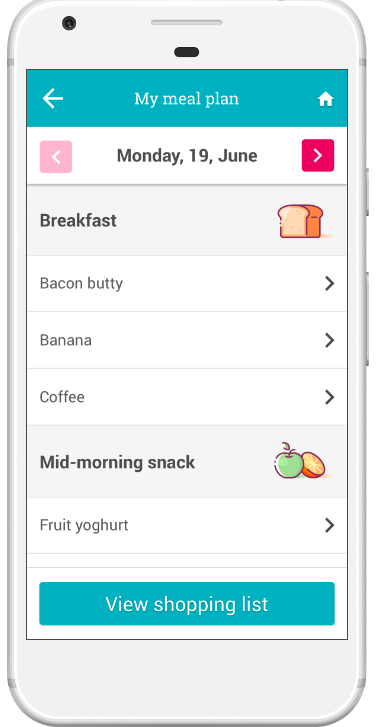 My meal plan
Monday, 19, June
Breakfast
Bacon butty
Banana
Coffee
Mid-morning snack
Fruit yoghurt
View shopping list